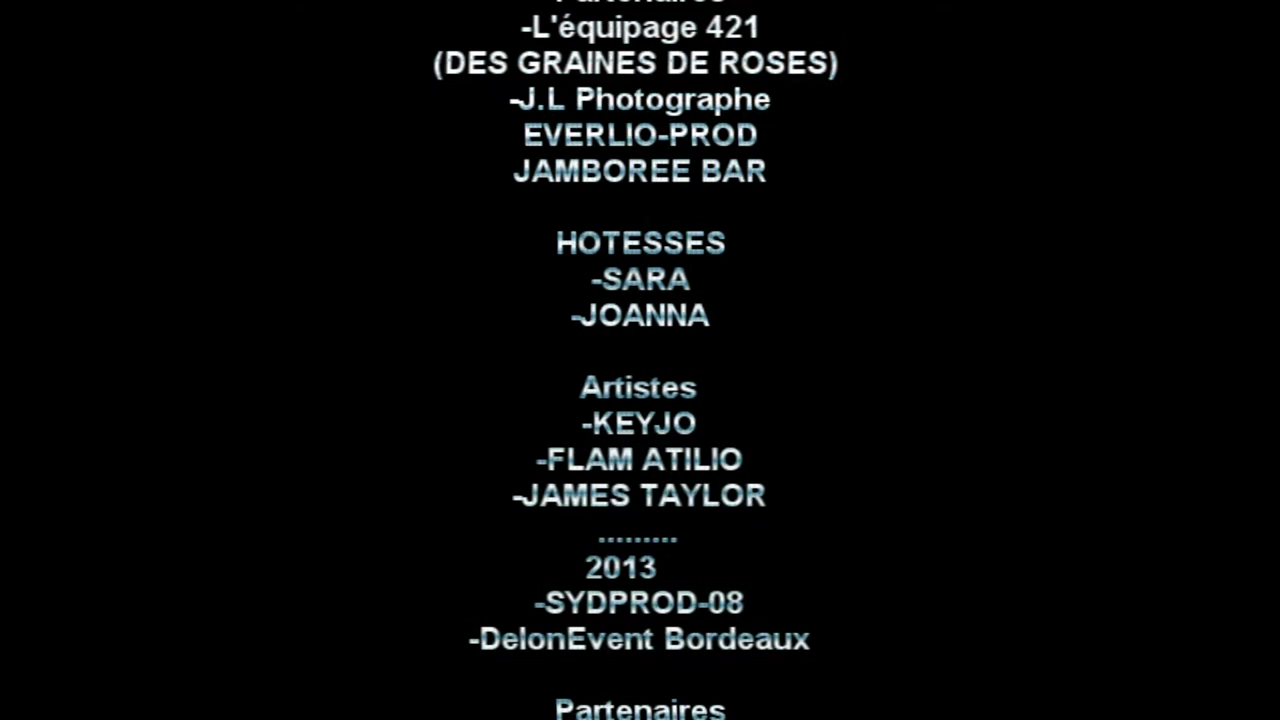 Partenaires
-L'équipage 421
(DES GRAINES DE ROSES)
-J.L Photographe
EVERLIO-PROD
JAMBOREE BAR
HOTESSES
-SARA
-JOANNA
Artistes
-KEYJO
-FLAM ATILIO
-JAMES TAYLOR
.........
2013
-SYDPROD-08
-DelonEvent Bordeaux
Partenaires